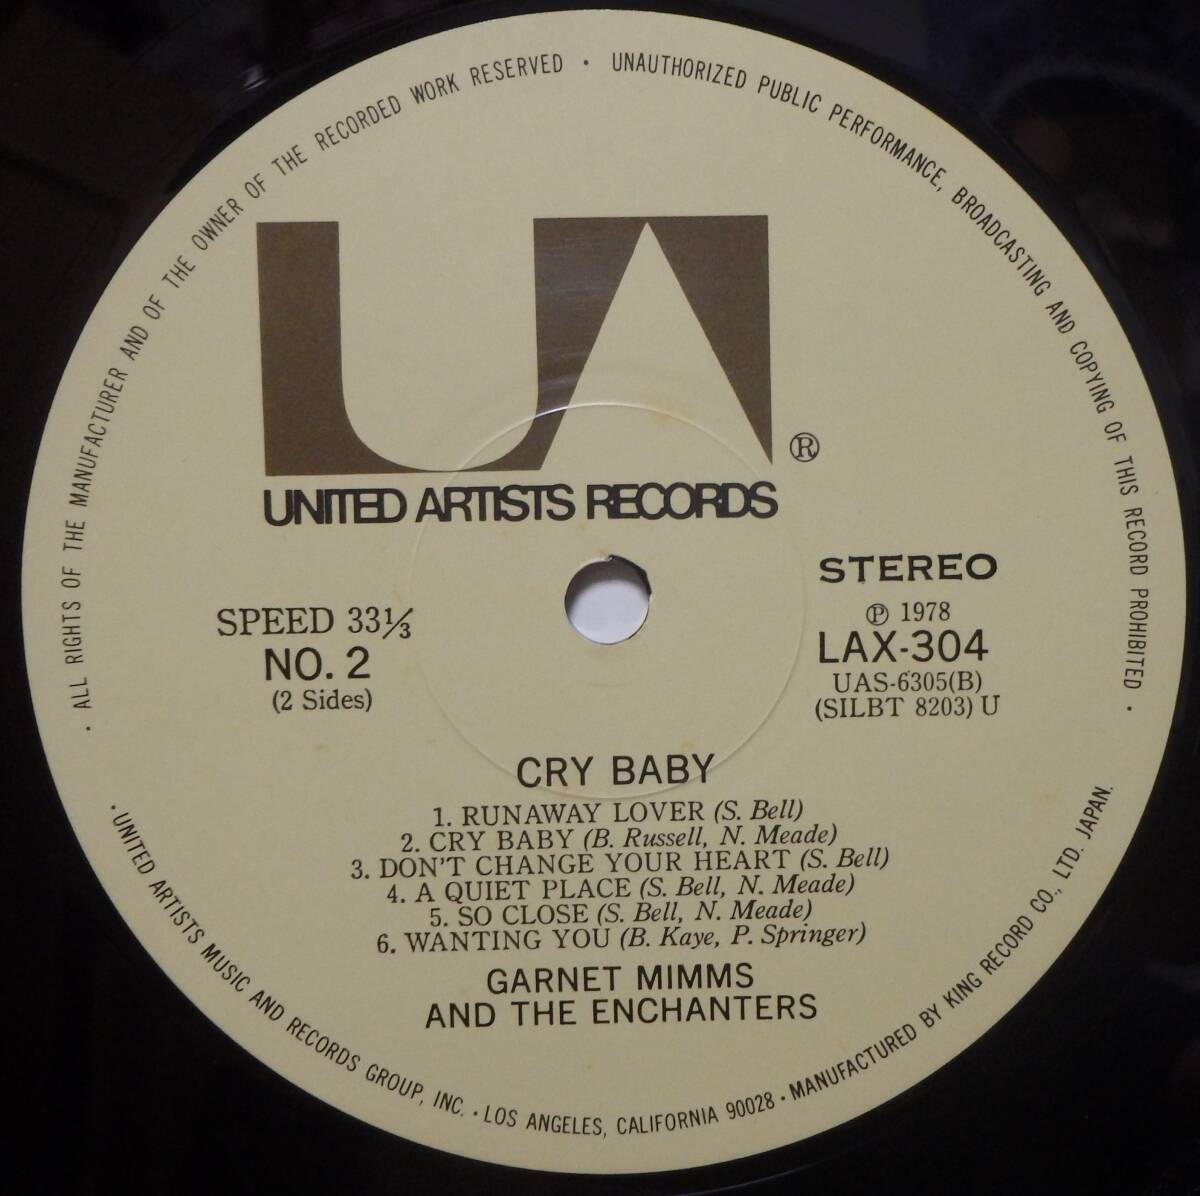 ALL RIGHTS OF THE MANUFACTURER AND OF THE OWNER OF THE RECORDED WORK RESERVED · UNAUTHORIZED PUBLIC PERFORMANCE, BROADCASTING AND COPYING OF THIS RECORD PROHIBITED ·
UA ®
UNITED ARTISTS RECORDS
SPEED 33⅓
NO. 2
(2 Sides)
STEREO
℗ 1978
LAX-304
UAS-6305(B)
(SILBT 8203) U
CRY BABY
1. RUNAWAY LOVER (S. Bell)
2. CRY BABY (B. Russell, N. Meade)
3. DON'T CHANGE YOUR HEART (S. Bell)
4. A QUIET PLACE (S. Bell, N. Meade)
5. SO CLOSE (S. Bell, N. Meade)
6. WANTING YOU (B. Kaye, P. Springer)
GARNET MIMMS
AND THE ENCHANTERS
· UNITED ARTISTS MUSIC AND RECORDS GROUP, INC. · LOS ANGELES, CALIFORNIA 90028 · MANUFACTURED BY KING RECORD CO., LTD. JAPAN.